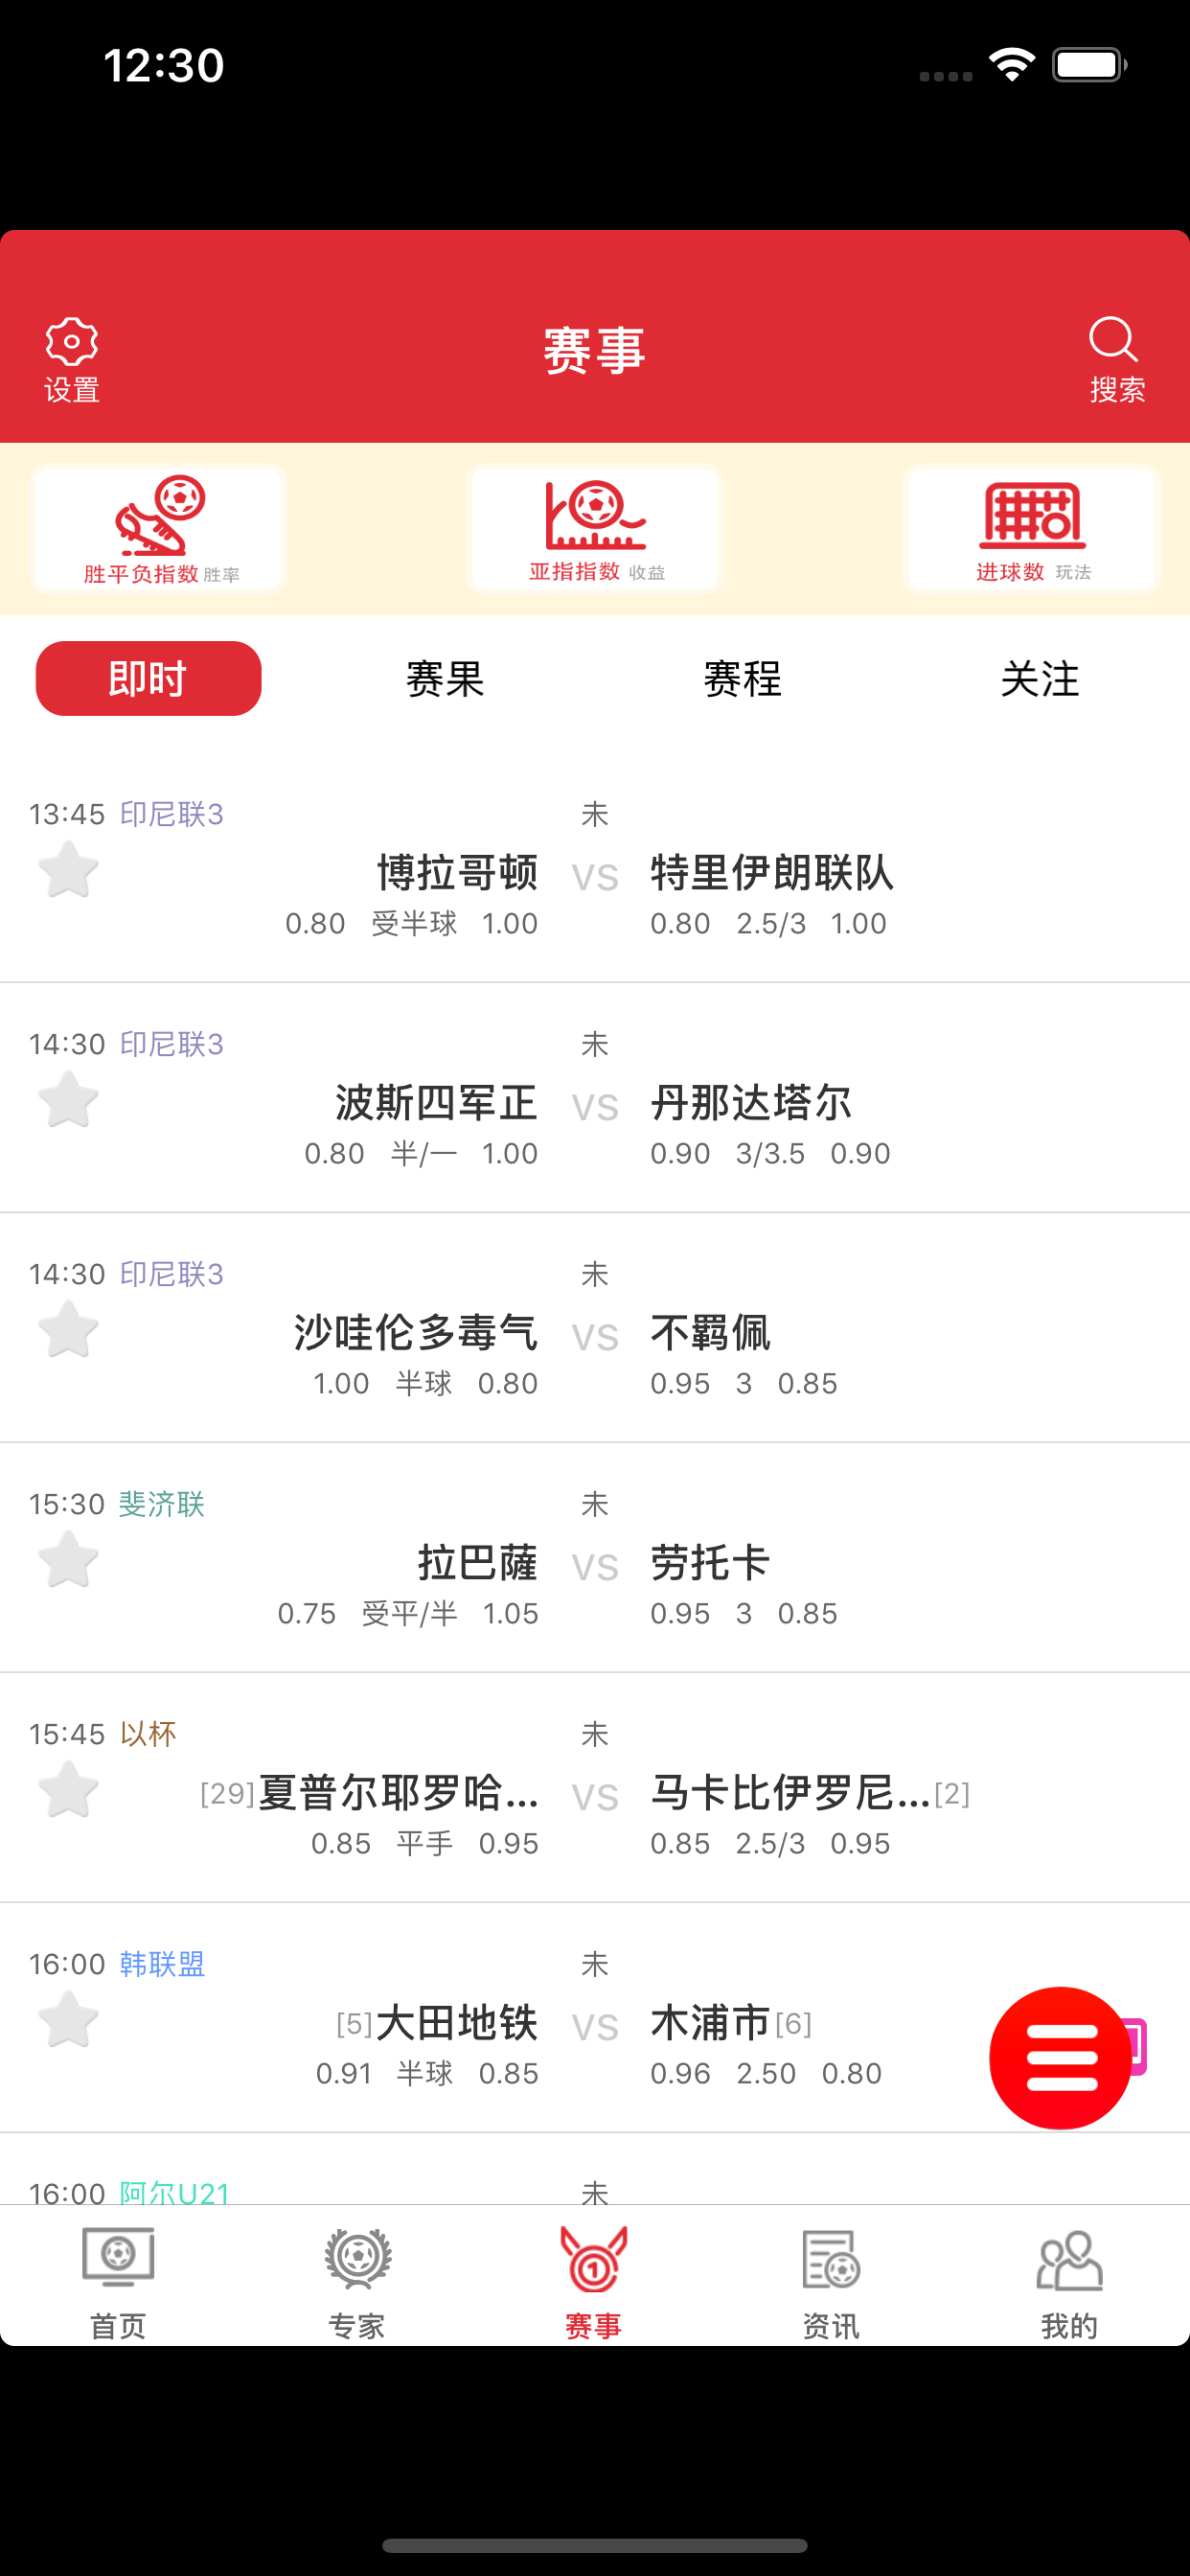 12:30
赛事
设置
搜索
胜平负指数 胜率
亚指指数 收益
进球数 玩法
即时 赛果 赛程 关注
13:45 印尼联3 未
博拉哥顿 VS 特里伊朗联队
0.80 受半球 1.00 0.80 2.5/3 1.00
14:30 印尼联3 未
波斯四军正 VS 丹那达塔尔
0.80 半/一 1.00 0.90 3/3.5 0.90
14:30 印尼联3 未
沙哇伦多毒气 VS 不羁佩
1.00 半球 0.80 0.95 3 0.85
15:30 斐济联 未
拉巴薩 VS 劳托卡
0.75 受平/半 1.05 0.95 3 0.85
15:45 以杯 未
[29]夏普尔耶罗哈... VS 马卡比伊罗尼...[2]
0.85 平手 0.95 0.85 2.5/3 0.95
16:00 韩联盟 未
[5]大田地铁 VS 木浦市[6]
0.91 半球 0.85 0.96 2.50 0.80
16:00 阿尔U21 未
首页 专家 赛事 资讯 我的